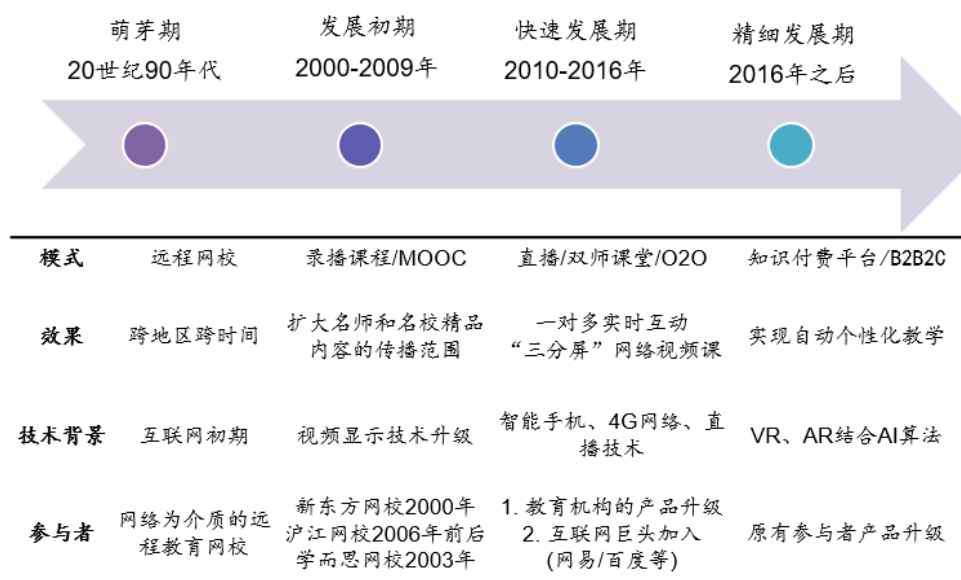 萌芽期
20世纪90年代
发展初期
2000-2009年
快速发展期
2010-2016年
精细发展期
2016年之后
模式
远程网校
录播课程/MOOC
直播/双师课堂/O2O
知识付费平台/B2B2C
效果
跨地区跨时间
扩大名师和名校精品
内容的传播范围
一对多实时互动
“三分屏”网络视频课
实现自动个性化教学
技术背景
互联网初期
视频显示技术升级
智能手机、4G网络、直
播技术
VR、AR结合AI算法
参与者
网络为介质的远
程教育网校
新东方网校2000年
沪江网校2006年前后
学而思网校2003年
1. 教育机构的产品升级
2. 互联网巨头加入
(网易/百度等)
原有参与者产品升级